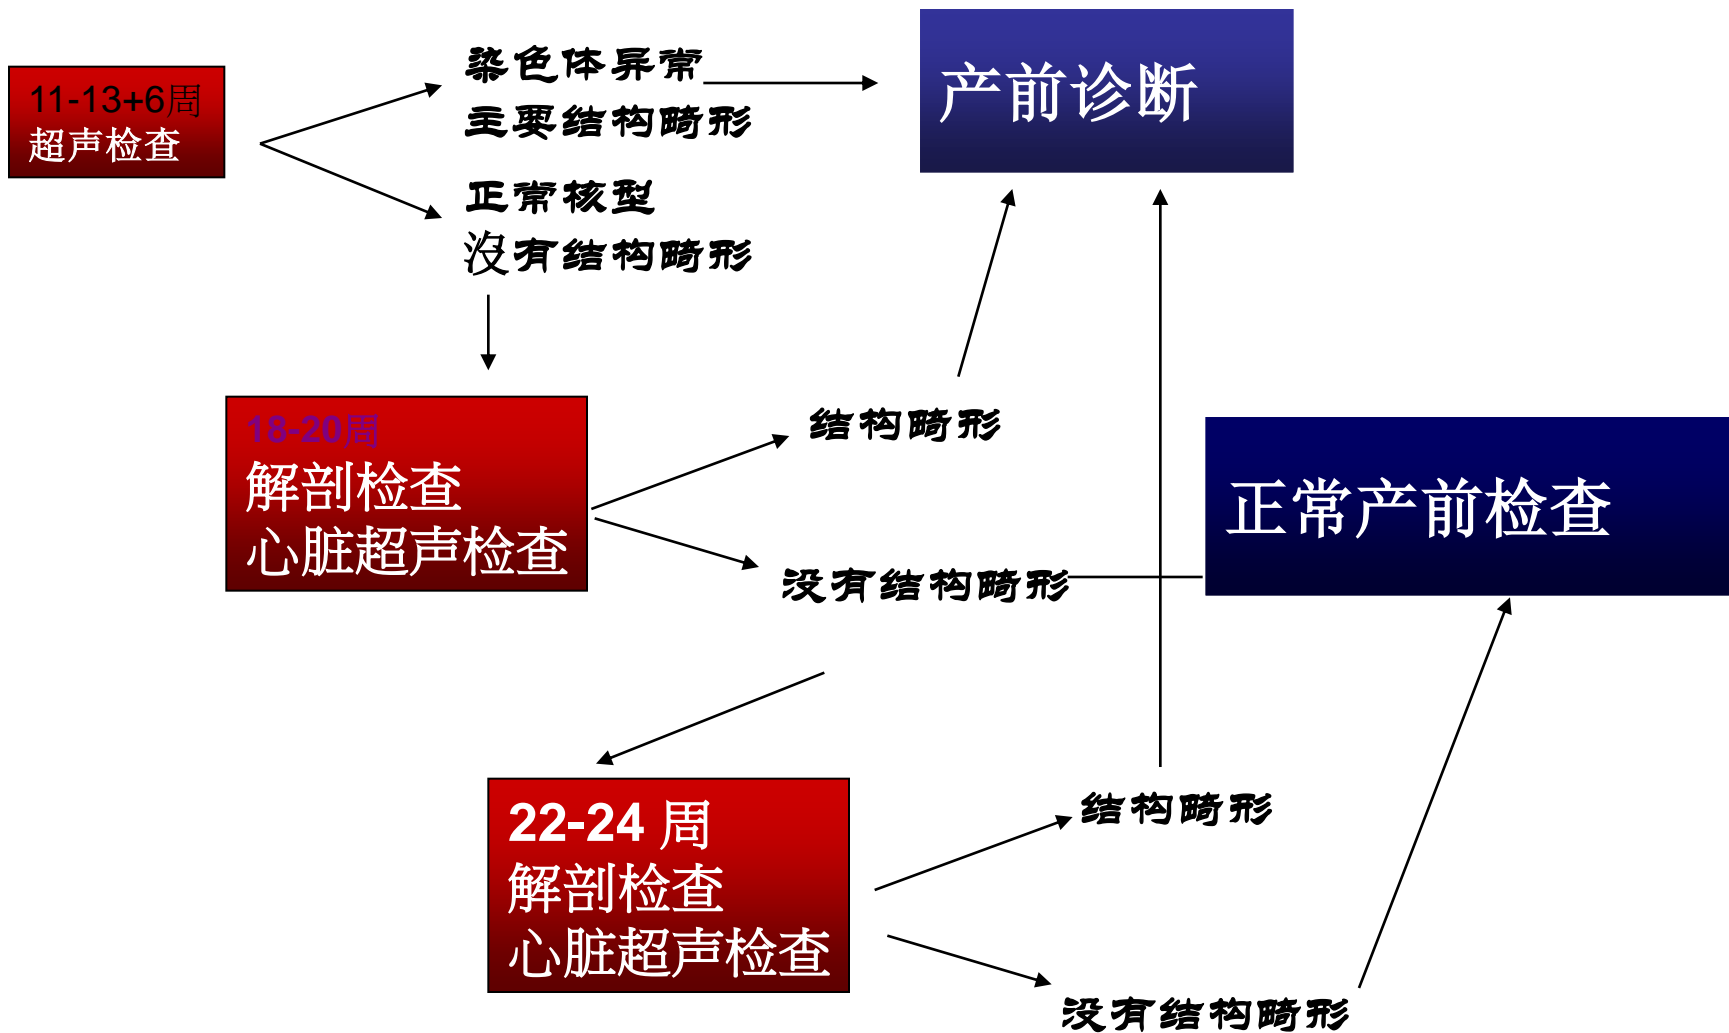 11-13+6周
超声检查
染色体异常
主要结构畸形
正常核型
沒有结构畸形
产前诊断
18-20周
解剖检查
心脏超声检查
结构畸形
没有结构畸形
正常产前检查
22-24 周
解剖检查
心脏超声检查
结构畸形
没有结构畸形